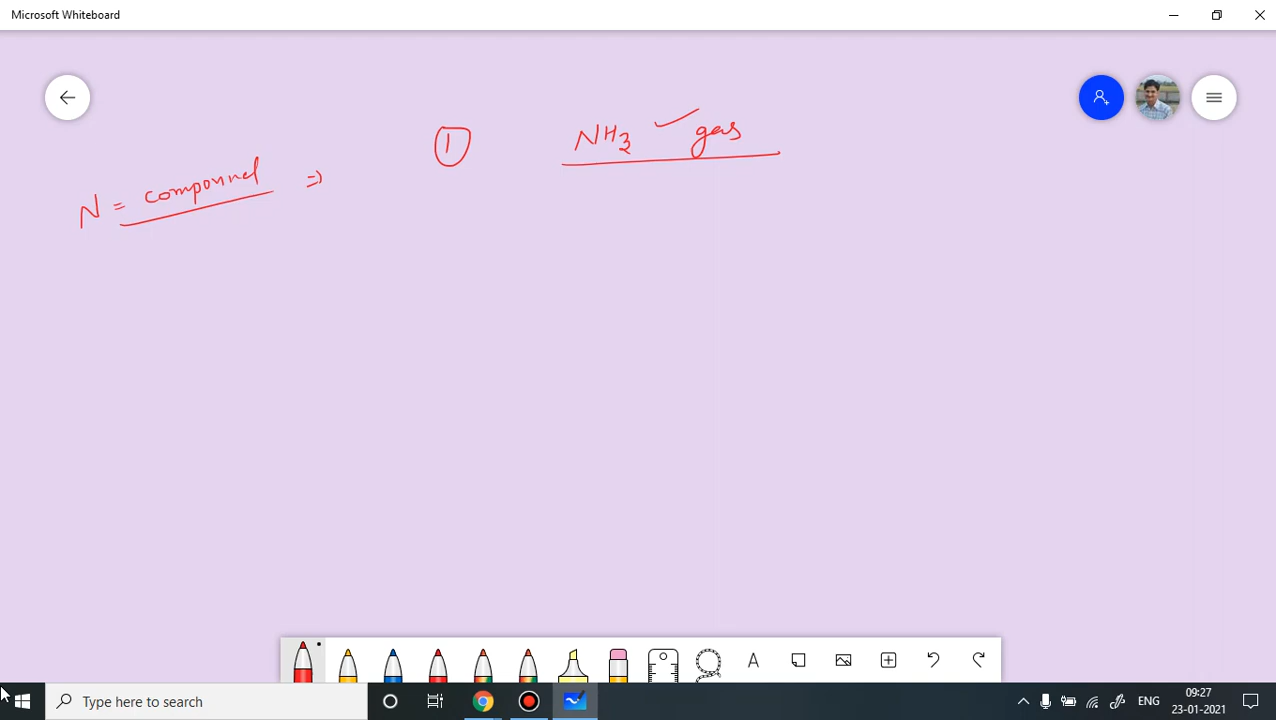 Microsoft Whiteboard
① NH3 ✓ gas
N = compound ⇒
A
Type here to search
ENG
09:27
23-01-2021